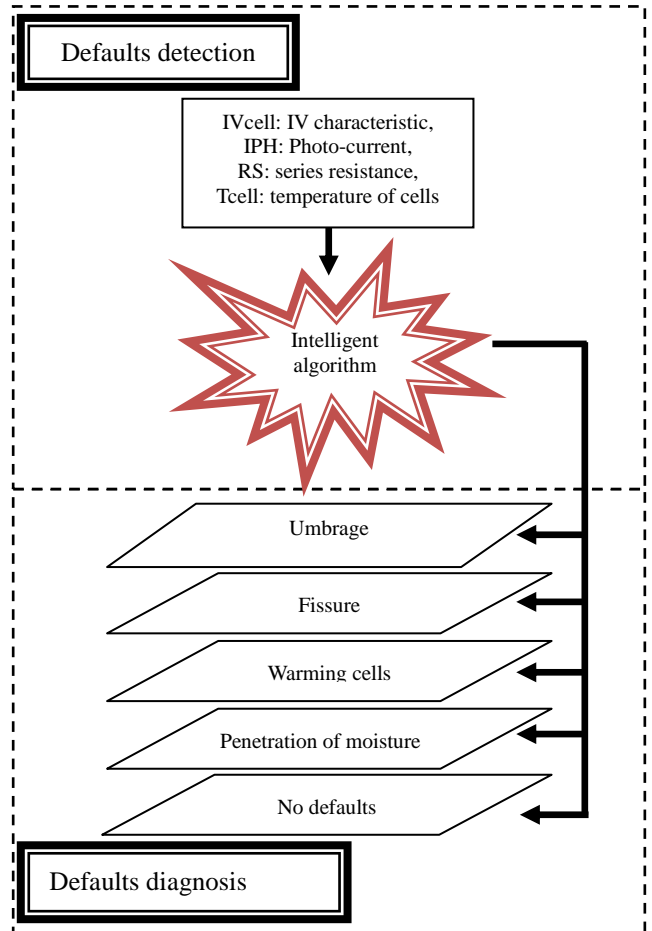 Defaults detection
IVcell: IV characteristic,
IPH: Photo-current,
RS: series resistance,
Tcell: temperature of cells
Intelligent
algorithm
Umbrage
Fissure
Warming cells
Penetration of moisture
No defaults
Defaults diagnosis